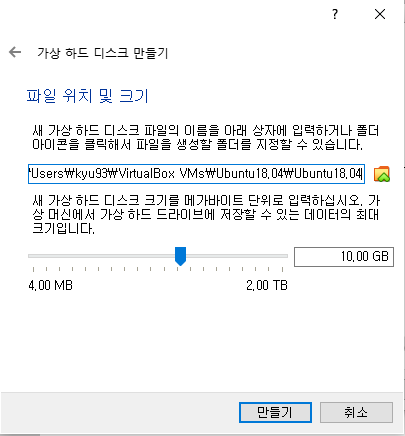 ?
가상 하드 디스크 만들기
파일 위치 및 크기
새 가상 하드 디스크 파일의 이름을 아래 상자에 입력하거나 폴더
아이콘을 클릭해서 파일을 생성할 폴더를 지정할 수 있습니다.
Users₩kyu93₩VirtualBox VMs₩Ubuntu18,04₩Ubuntu18,04
새 가상 하드 디스크 크기를 메가바이트 단위로 입력하십시오. 가
상 머신에서 가상 하드 드라이브에 저장할 수 있는 데이터의 최대
크기입니다.
10,00 GB
4,00 MB
2,00 TB
만들기
취소